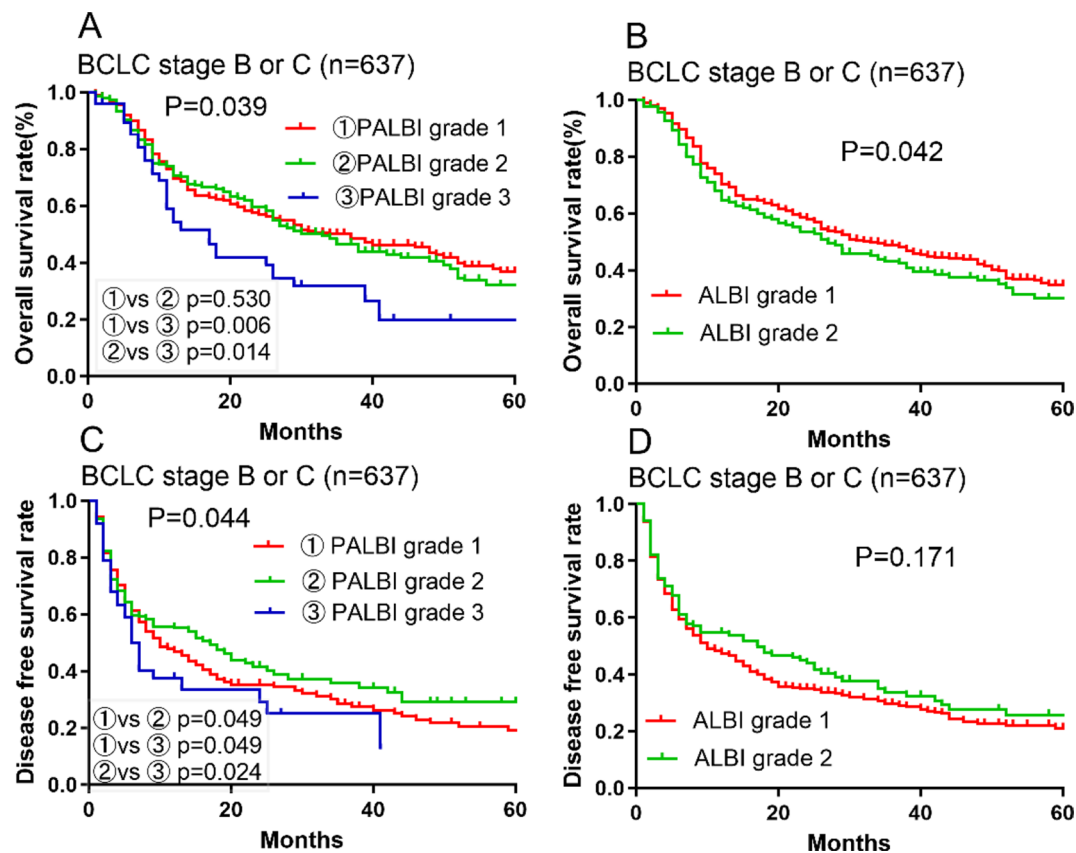 A
BCLC stage B or C (n=637)
P=0.039
①PALBI grade 1
②PALBI grade 2
③PALBI grade 3
①vs ② p=0.530
①vs ③ p=0.006
②vs ③ p=0.014
Overall survival rate(%)
1.0
0.8
0.6
0.4
0.2
0.0
0
20
40
60
Months
B
BCLC stage B or C (n=637)
P=0.042
ALBI grade 1
ALBI grade 2
Overall survival rate(%)
1.0
0.8
0.6
0.4
0.2
0.0
0
20
40
60
Months
C
BCLC stage B or C (n=637)
P=0.044
① PALBI grade 1
② PALBI grade 2
③ PALBI grade 3
①vs ② p=0.049
①vs ③ p=0.049
②vs ③ p=0.024
Disease free survival rate
1.0
0.8
0.6
0.4
0.2
0.0
0
20
40
60
Months
D
BCLC stage B or C (n=637)
P=0.171
ALBI grade 1
ALBI grade 2
Disease free survival rate
1.0
0.8
0.6
0.4
0.2
0.0
0
20
40
60
Months